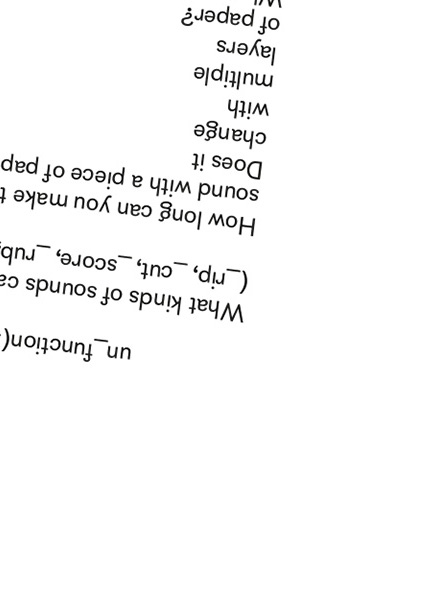 un_function(
What kinds of sounds ca
(_rip, _cut, _score, _rub,
How long can you make t
sound with a piece of pap
Does it
change
with
multiple
layers
of paper?